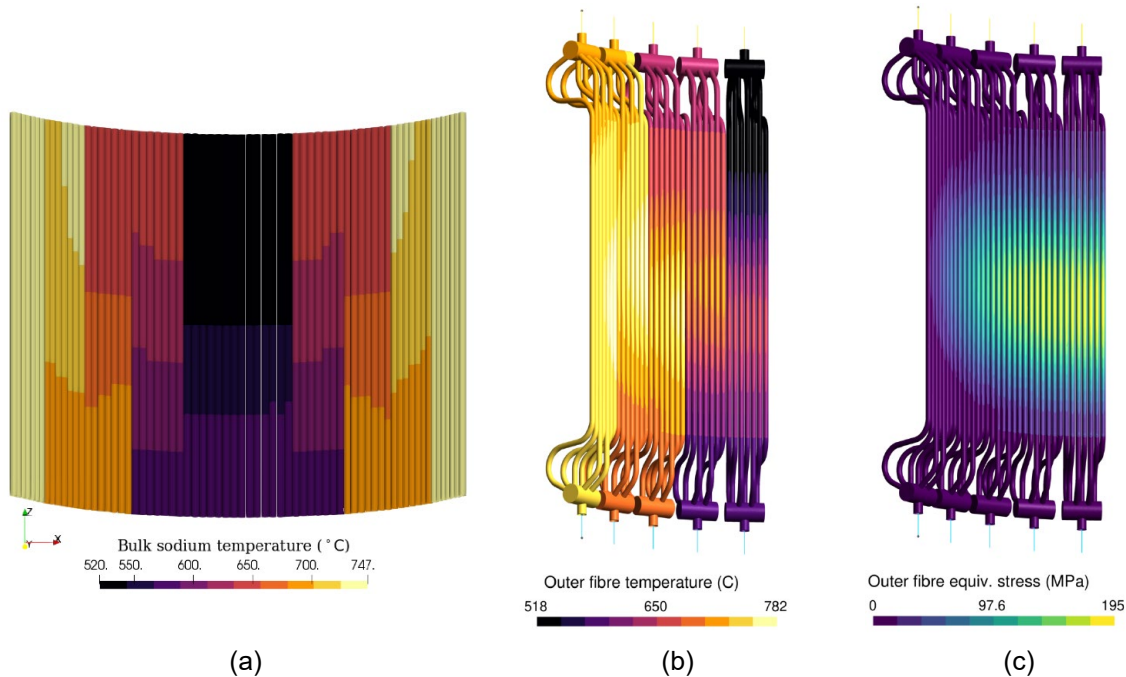 Z
Y
X
Bulk sodium temperature (°C)
520. 550. 600. 650. 700. 747.
(a)
Outer fibre temperature (C)
518 650 782
(b)
Outer fibre equiv. stress (MPa)
0 97.6 195
(c)